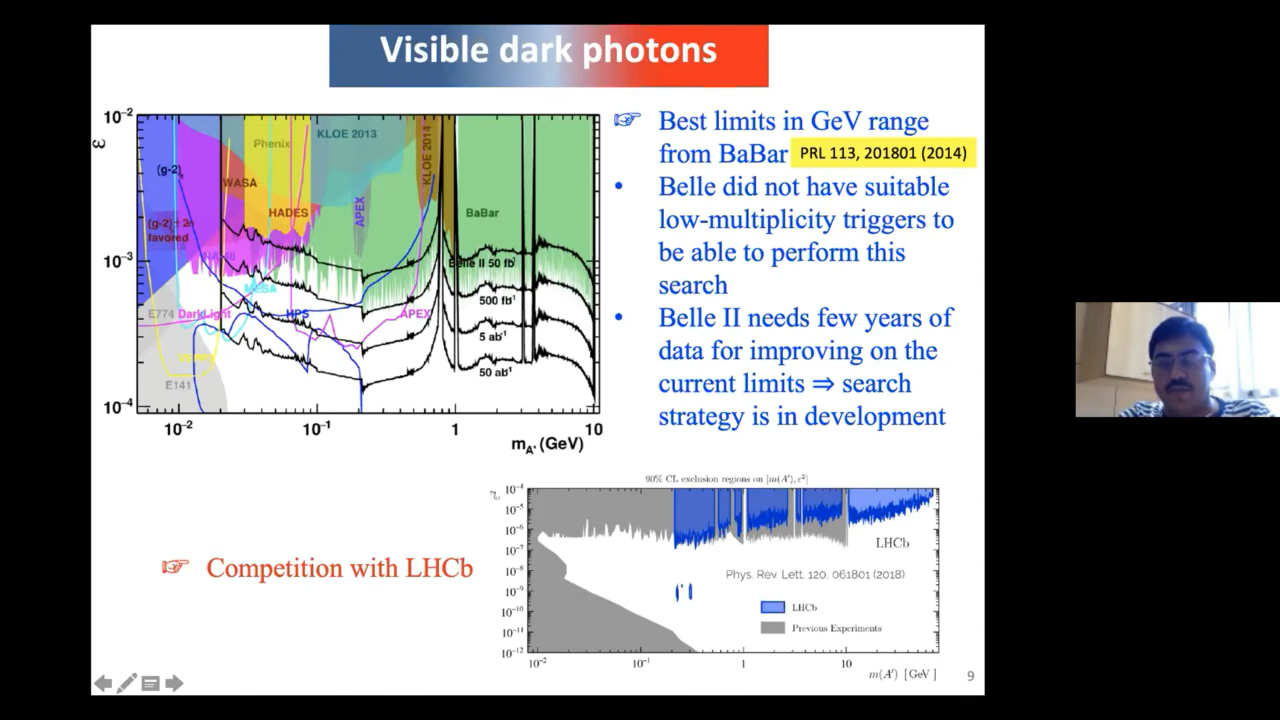 Visible dark photons
10⁻²
10⁻³
10⁻⁴
ε
(g-2)ₑ
(g-2) ± 2σ
favored
WASA
Phenix
HADES
KLOE 2013
APEX
KLOE 2014
BaBar
Belle II 50 fb⁻¹
500 fb⁻¹
5 ab⁻¹
50 ab⁻¹
MESA
E774
DarkLight
HPS
APEX
E141
10⁻²
10⁻¹
1
10
m_A' (GeV)
☞ Best limits in GeV range
from BaBar PRL 113, 201801 (2014)
• Belle did not have suitable
low-multiplicity triggers to
be able to perform this
search
• Belle II needs few years of
data for improving on the
current limits ⇒ search
strategy is in development
☞ Competition with LHCb
90% CL exclusion regions on [m(A′), ε²]
ε²
10⁻⁴
10⁻⁵
10⁻⁶
10⁻⁷
10⁻⁸
10⁻⁹
10⁻¹⁰
10⁻¹¹
10⁻¹²
LHCb
Phys. Rev. Lett. 120, 061801 (2018)
LHCb
Previous Experiments
10⁻²
10⁻¹
1
10
m(A′) [GeV]
9